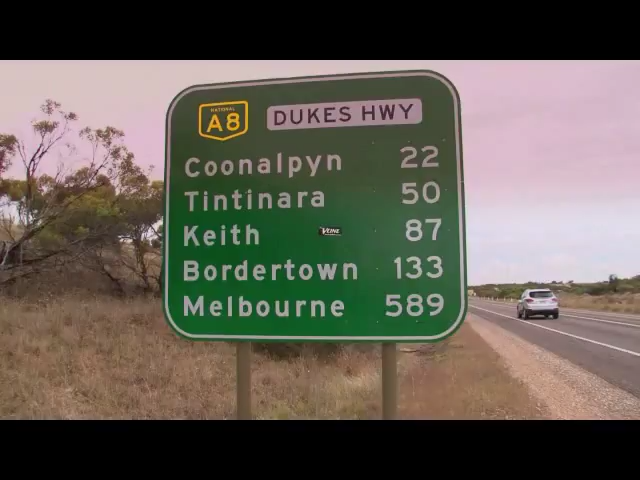 NATIONAL
A8 DUKES HWY
Coonalpyn 22
Tintinara 50
Keith 87
Bordertown 133
Melbourne 589